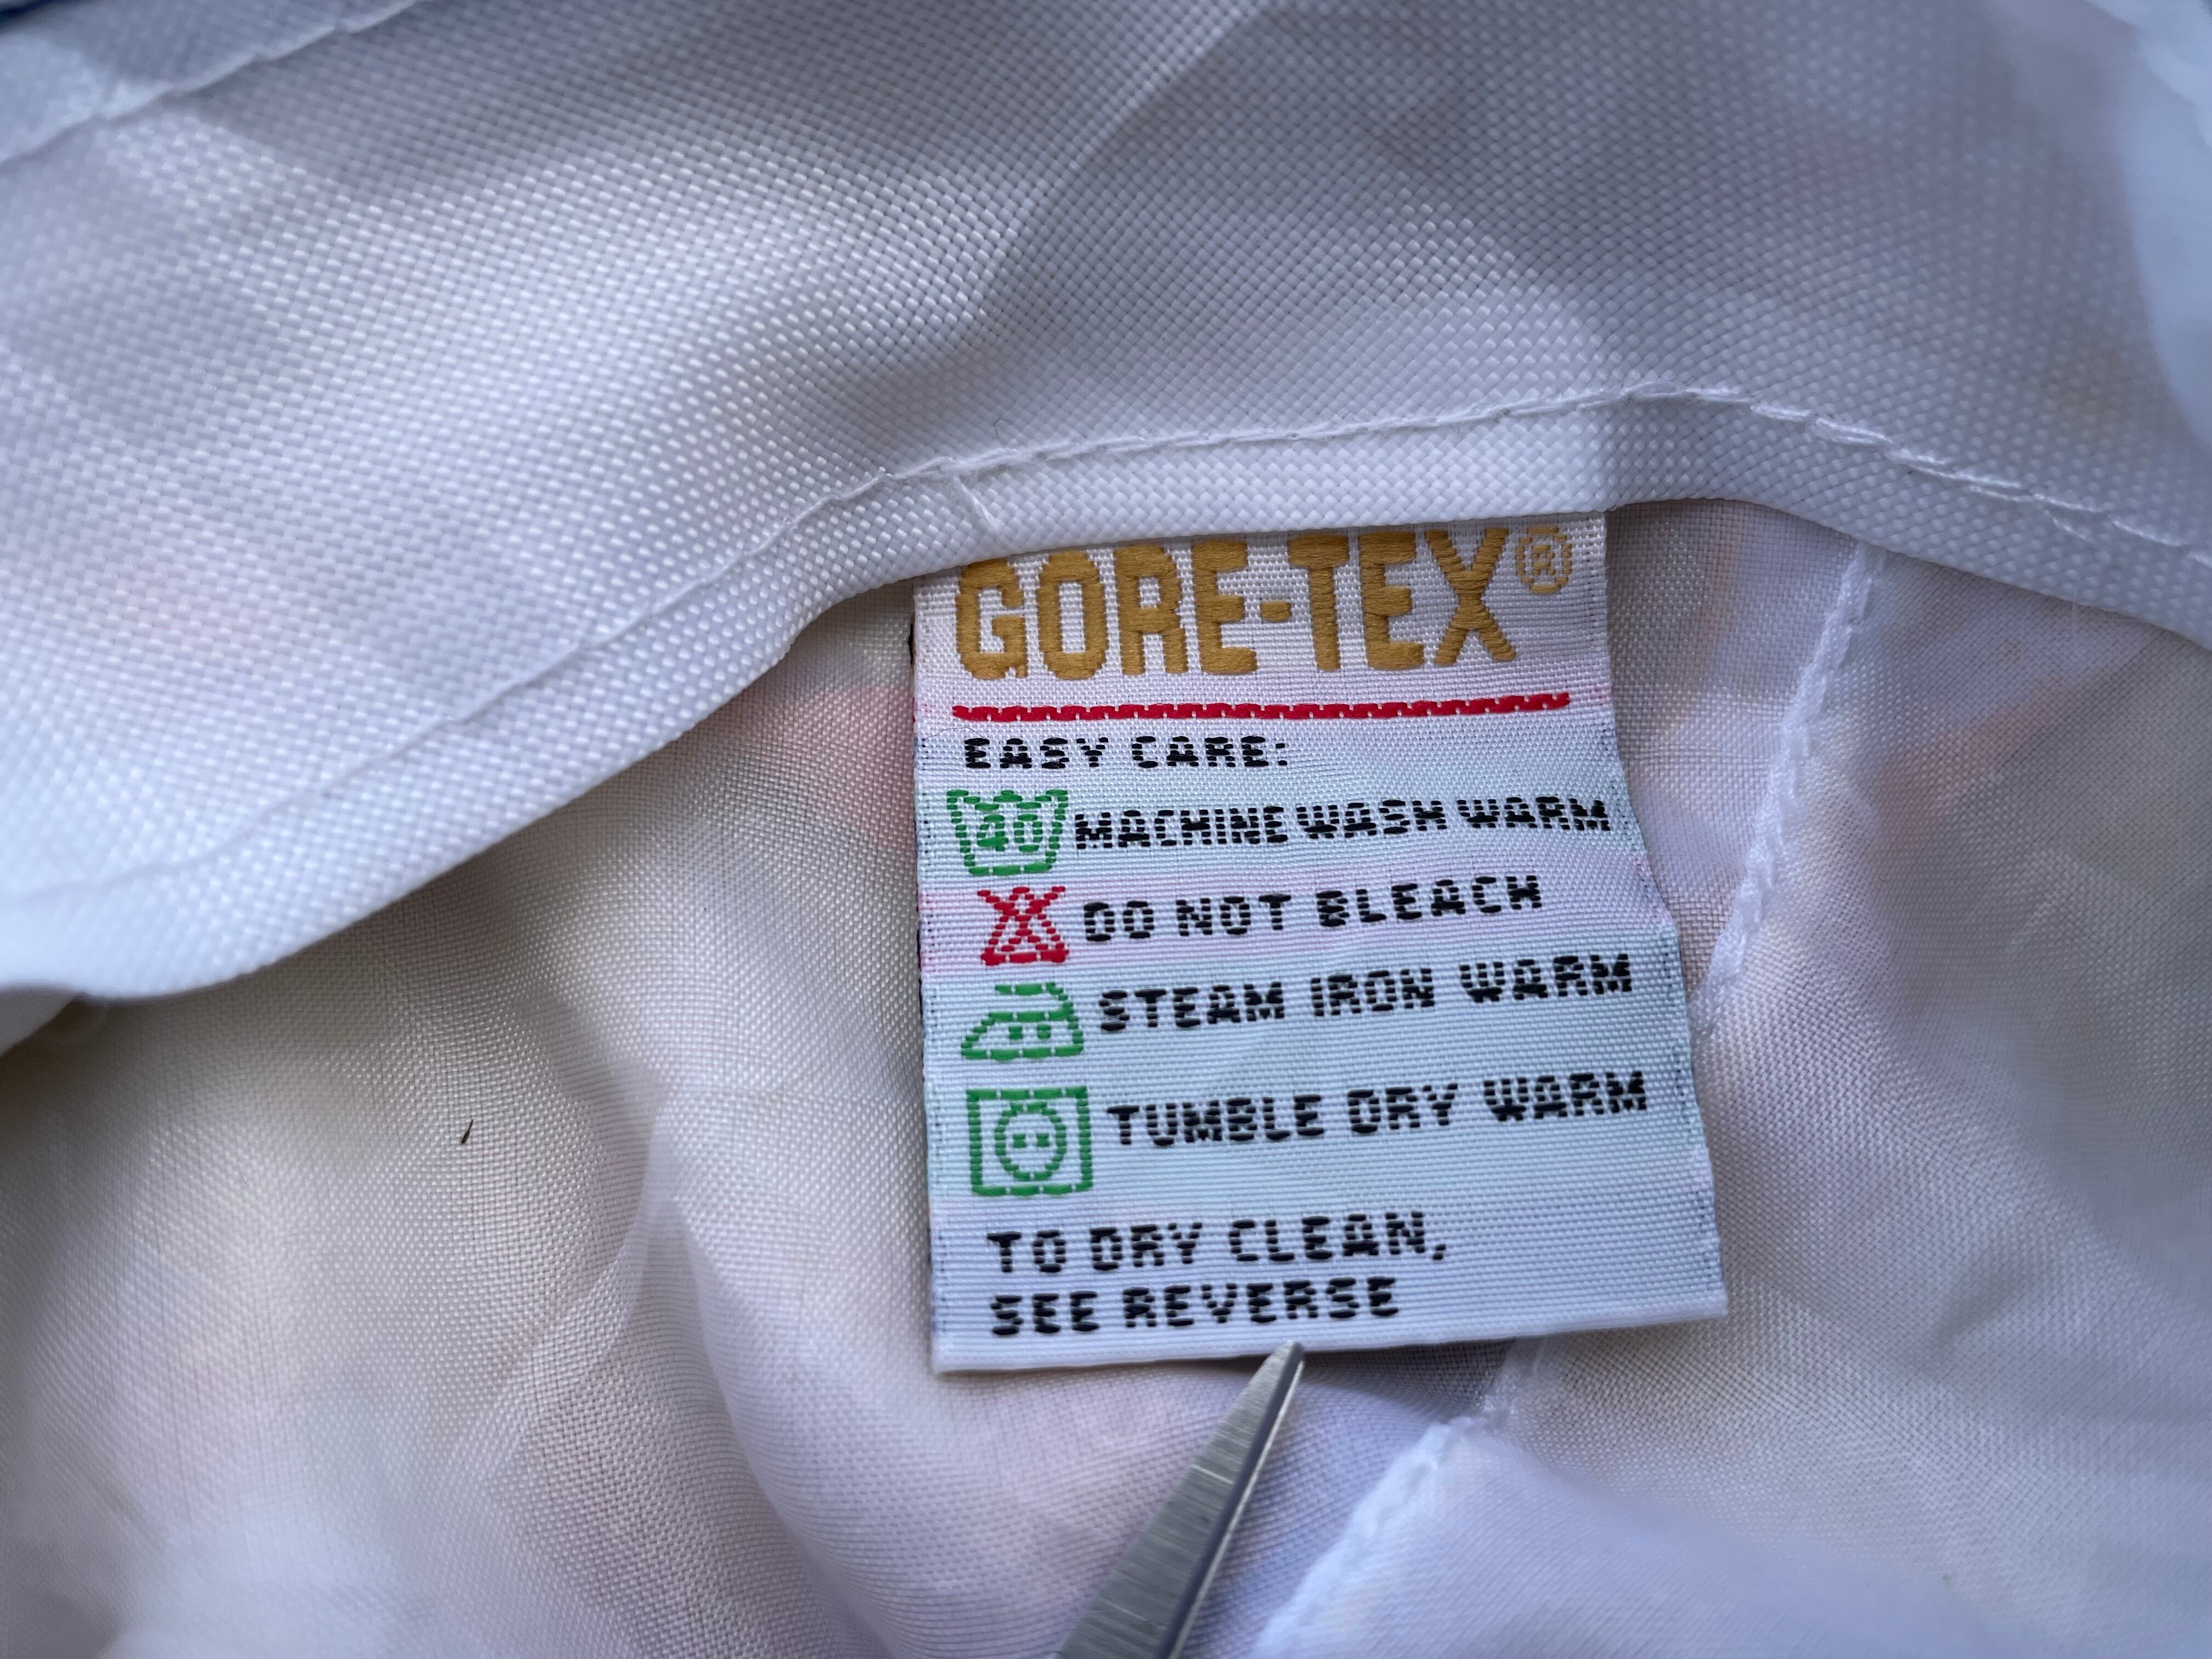 GORE-TEX®
EASY CARE:
40 MACHINE WASH WARM
DO NOT BLEACH
STEAM IRON WARM
TUMBLE DRY WARM
TO DRY CLEAN,
SEE REVERSE